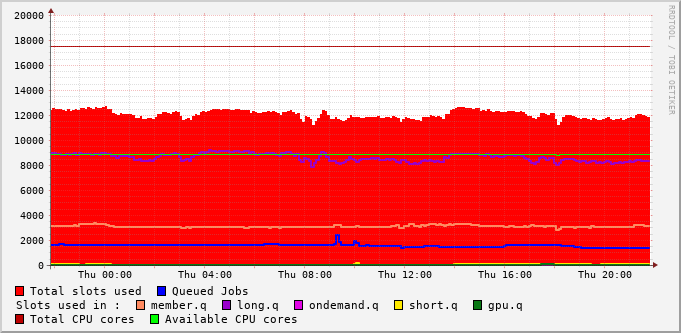 20000
18000
16000
14000
12000
10000
8000
6000
4000
2000
0
Thu 00:00 Thu 04:00 Thu 08:00 Thu 12:00 Thu 16:00 Thu 20:00
RRDTOOL / TOBI OETIKER
Total slots used Queued Jobs
Slots used in : member.q long.q ondemand.q short.q gpu.q
Total CPU cores Available CPU cores